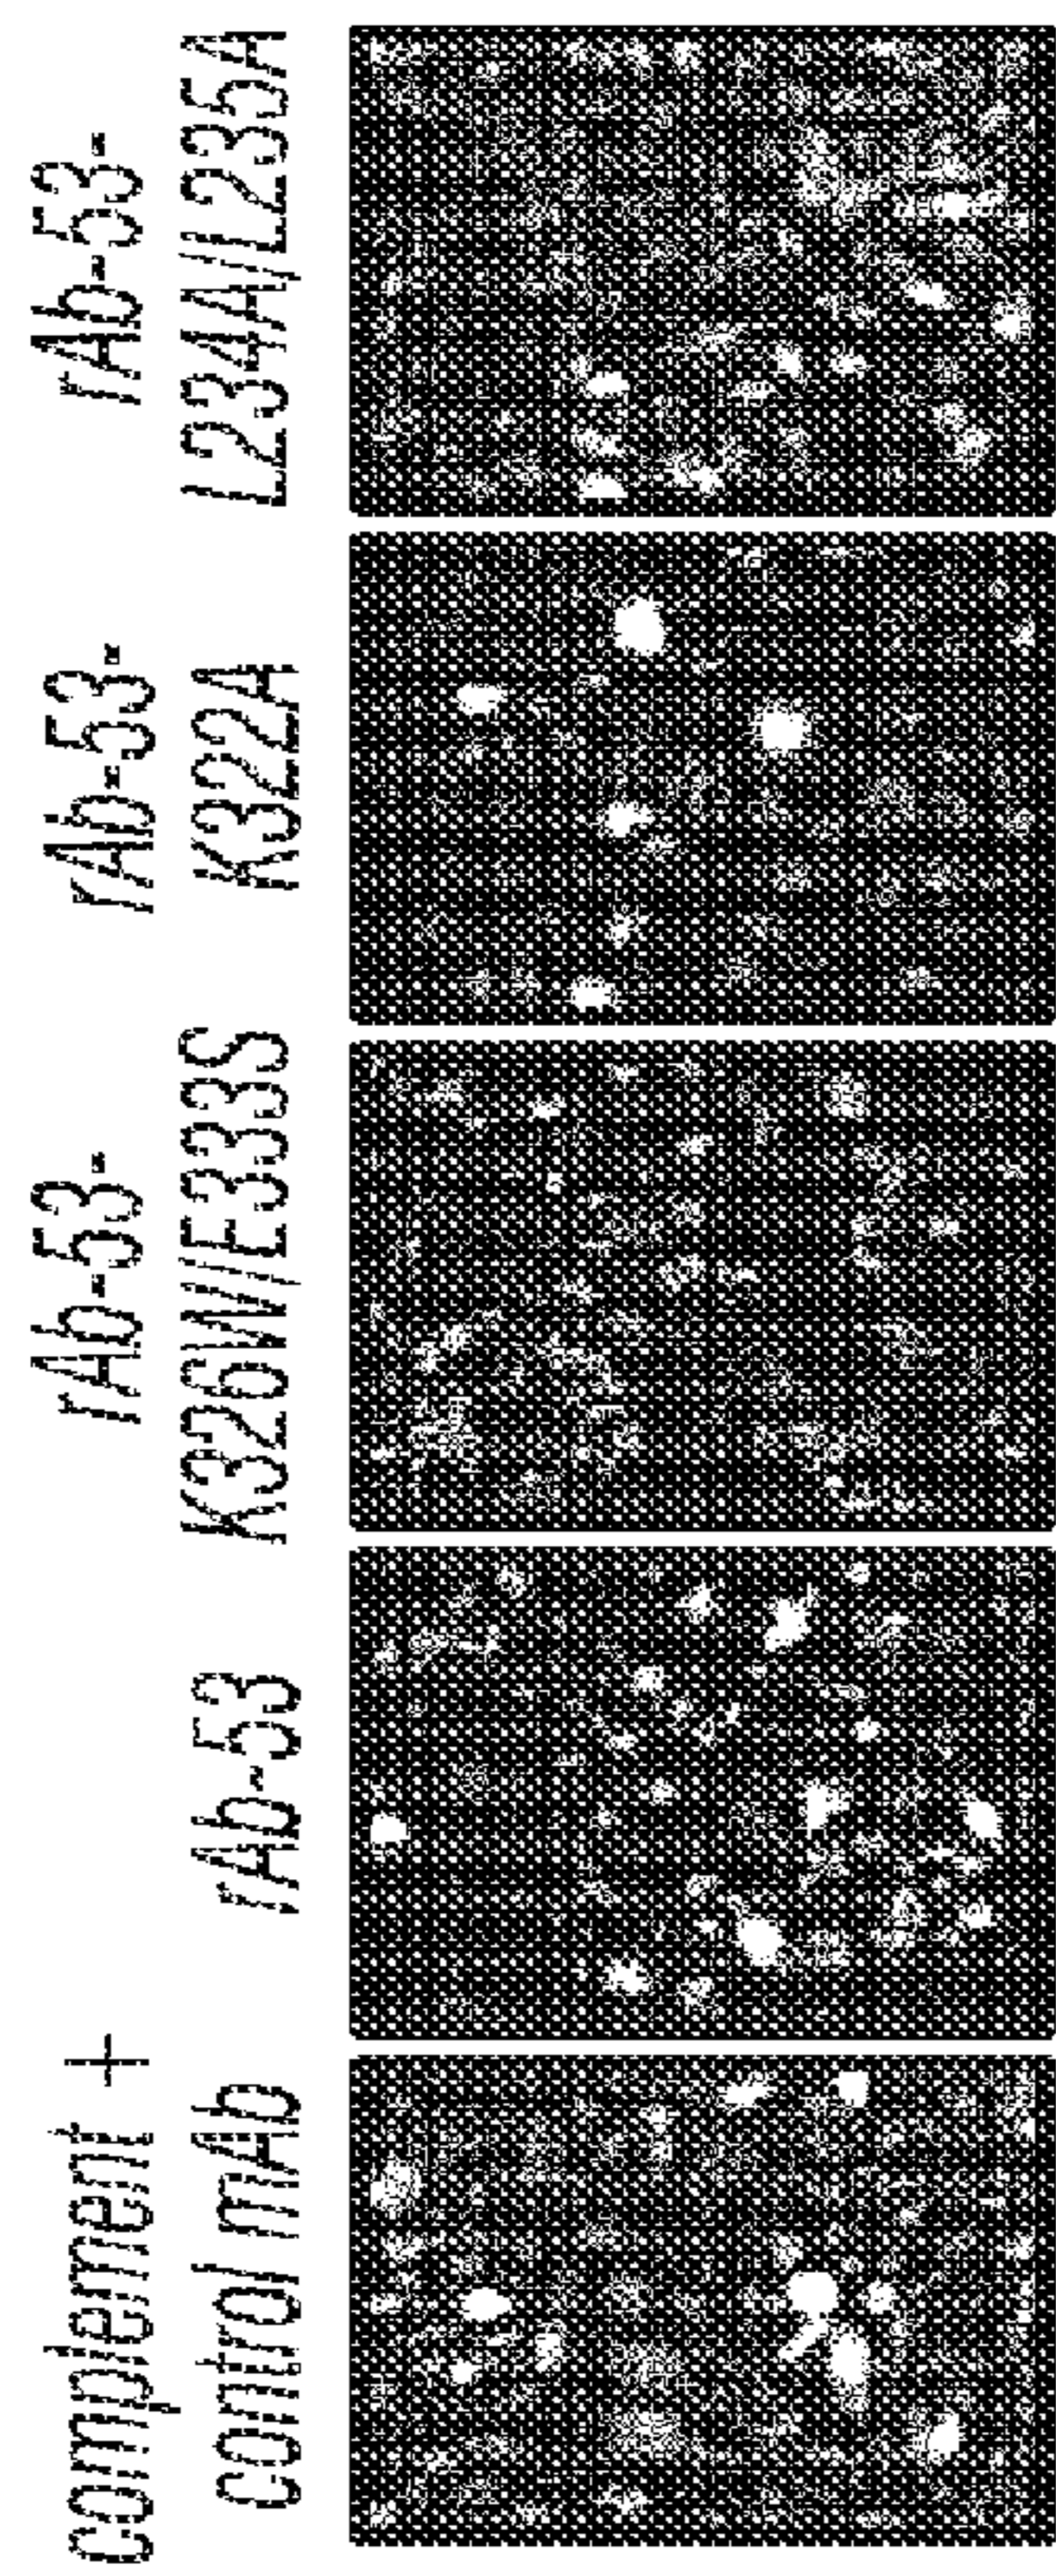 complement +
control mAb
rAb-53
rAb-53-
K326W/E333S
rAb-53-
K322A
rAb-53-
L234A/L235A